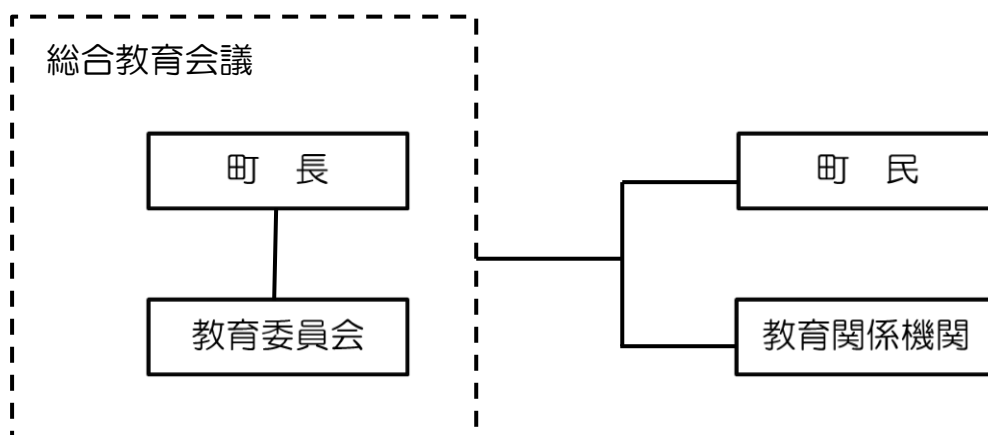 総合教育会議
町　長
町　民
教育委員会
教育関係機関